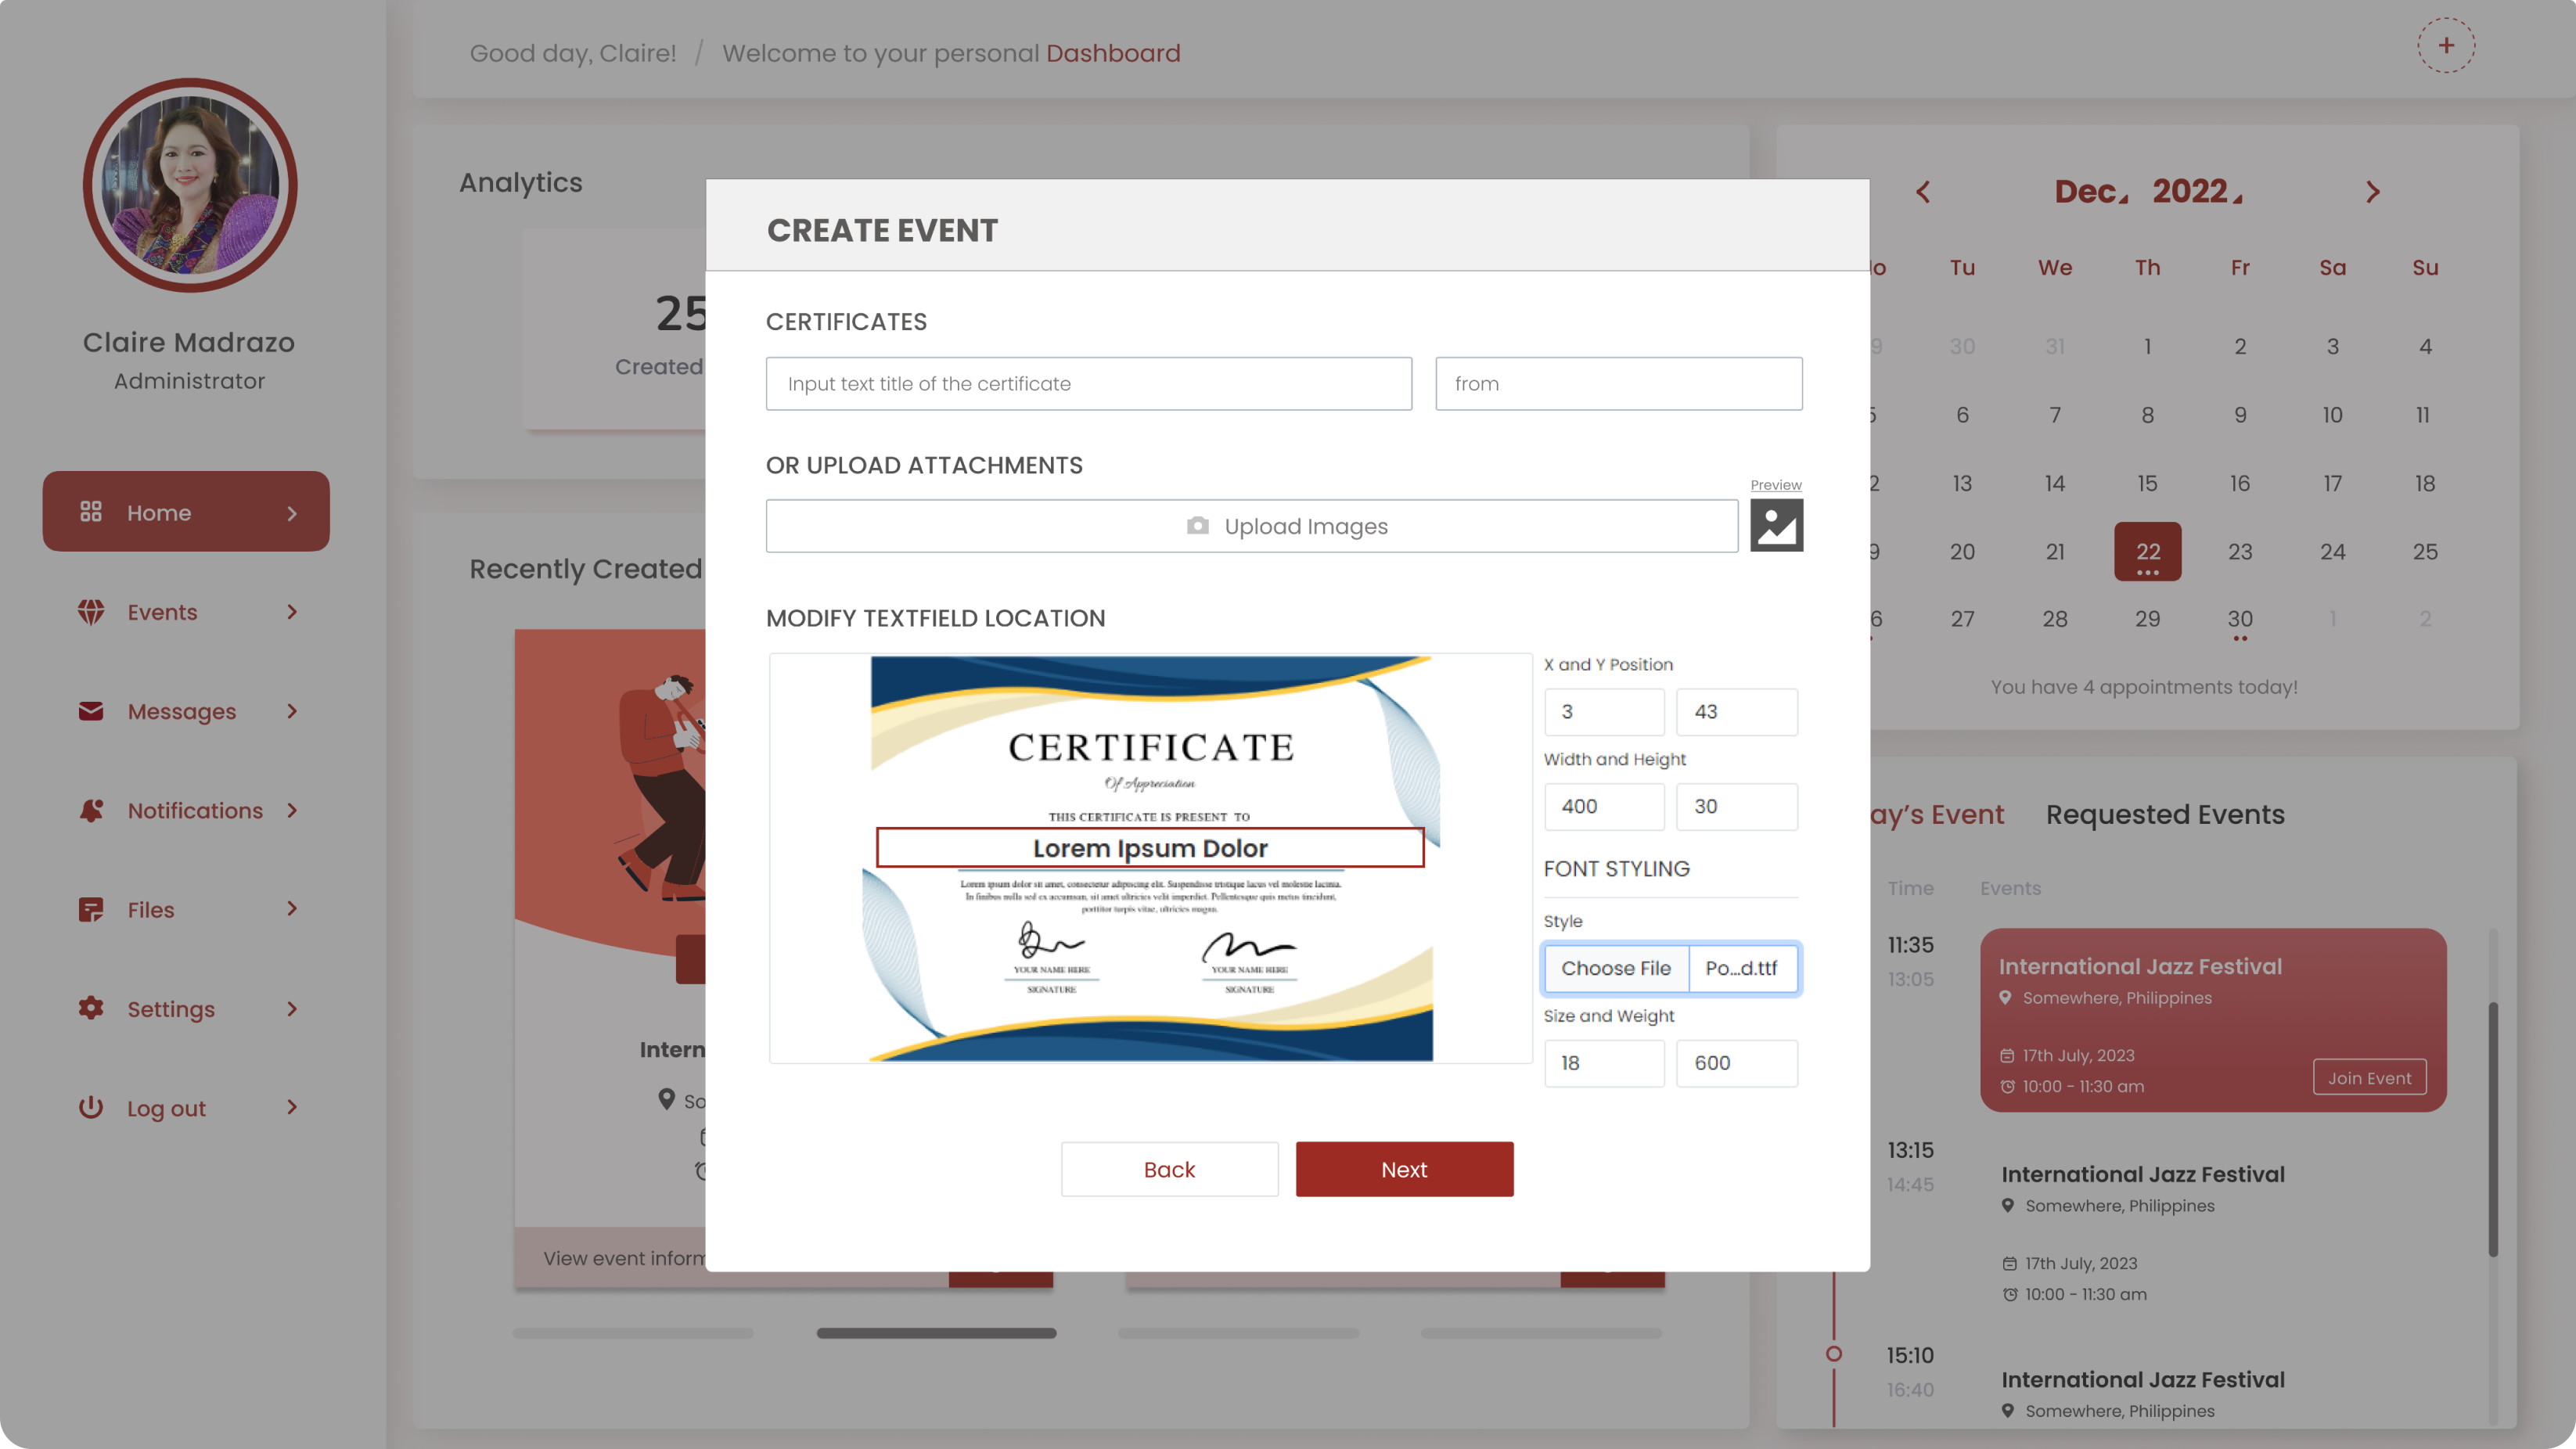 Good day, Claire! / Welcome to your personal Dashboard
+
Claire Madrazo
Administrator
Home
Events
Messages
Notifications
Files
Settings
Log out
Analytics
25
Created
Recently Created
Intern
So
View event inform
CREATE EVENT
CERTIFICATES
Input text title of the certificate
from
OR UPLOAD ATTACHMENTS
Preview
Upload Images
MODIFY TEXTFIELD LOCATION
CERTIFICATE
Of Appreciation
THIS CERTIFICATE IS PRESENT TO
Lorem Ipsum Dolor
Lorem ipsum dolor sit amet, consectetur adipiscing elit. Suspendisse tristique lacus vel molestie lacinia.
In finibus nulla sed ex accumsan, sit amet ultricies velit imperdiet. Pellentesque quis metus tincidunt,
porttitor turpis vitae, ultricies magna.
YOUR NAME HERE YOUR NAME HERE
SIGNATURE SIGNATURE
X and Y Position
3 43
Width and Height
400 30
FONT STYLING
Style
Choose File Po...d.ttf
Size and Weight
18 600
Back
Next
Dec 2022
o Tu We Th Fr Sa Su
9 30 31 1 2 3 4
5 6 7 8 9 10 11
2 13 14 15 16 17 18
9 20 21 22 23 24 25
6 27 28 29 30 1 2
You have 4 appointments today!
ay's Event Requested Events
Time Events
11:35
13:05
International Jazz Festival
Somewhere, Philippines
17th July, 2023
10:00 - 11:30 am
Join Event
13:15
14:45
International Jazz Festival
Somewhere, Philippines
17th July, 2023
10:00 - 11:30 am
15:10
16:40
International Jazz Festival
Somewhere, Philippines